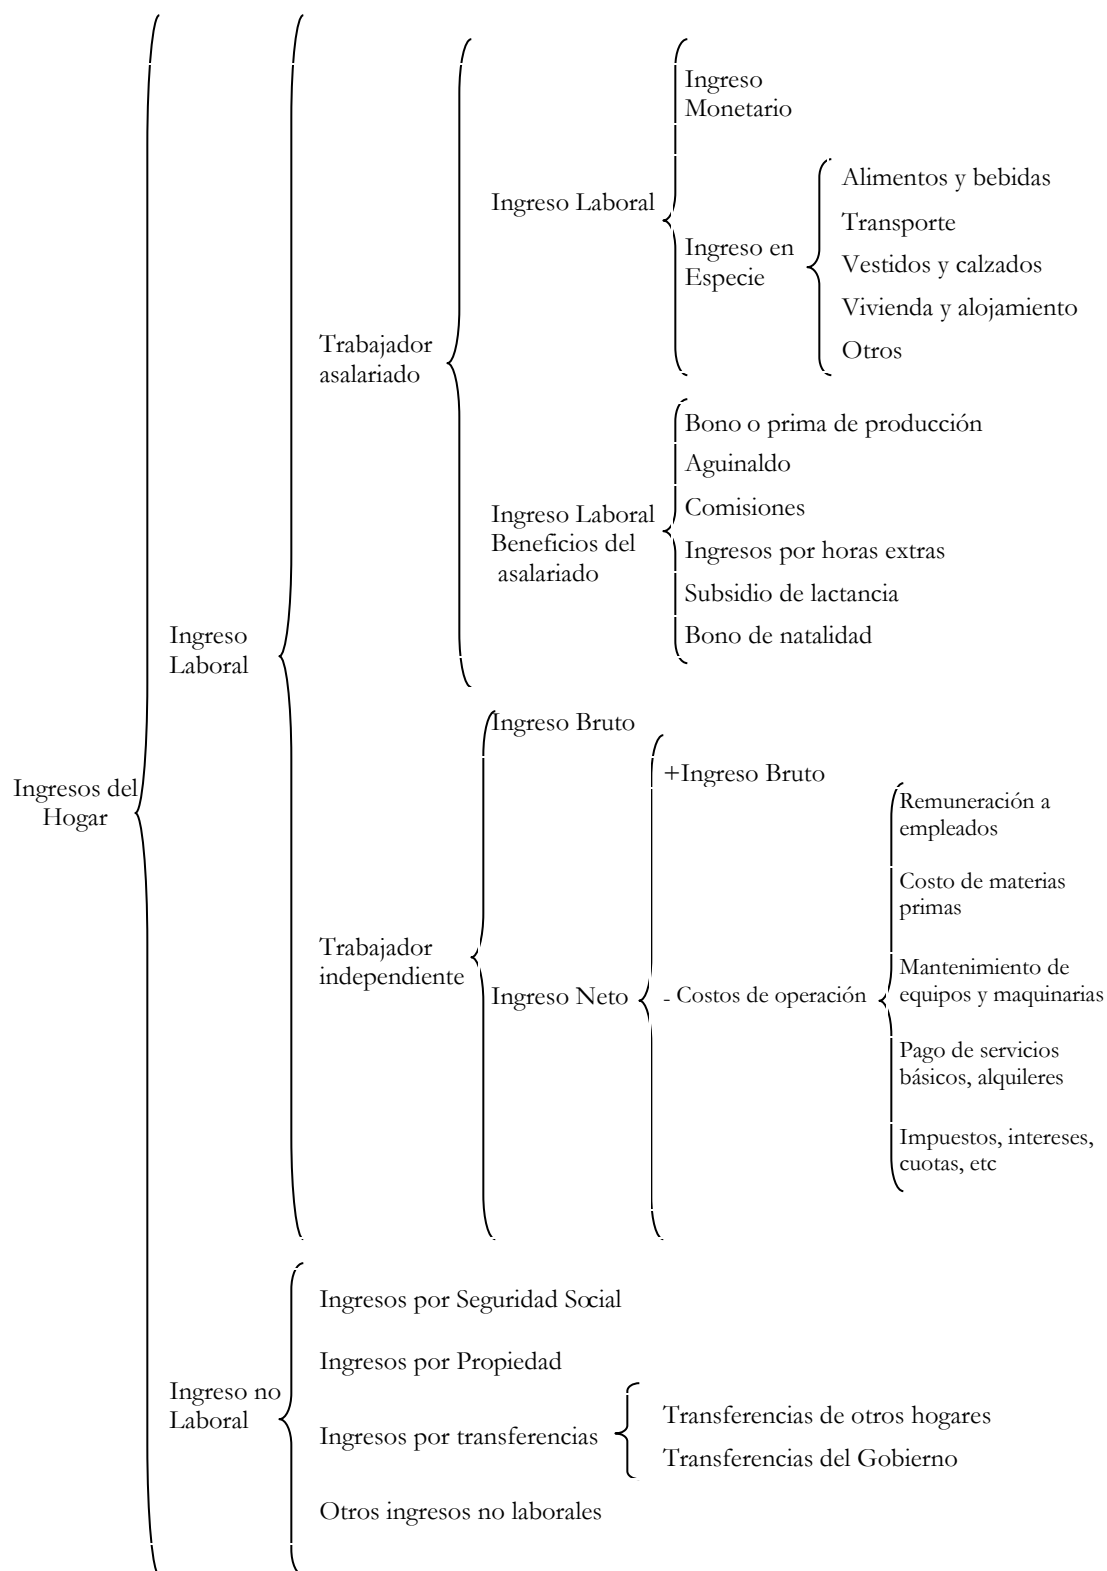 Ingresos del
Hogar
Ingreso
Laboral
Trabajador
asalariado
Ingreso Laboral
Ingreso
Monetario
Ingreso en
Especie
Alimentos y bebidas
Transporte
Vestidos y calzados
Vivienda y alojamiento
Otros
Ingreso Laboral
Beneficios del
asalariado
Bono o prima de producción
Aguinaldo
Comisiones
Ingresos por horas extras
Subsidio de lactancia
Bono de natalidad
Trabajador
independiente
Ingreso Bruto
Ingreso Neto
+Ingreso Bruto
- Costos de operación
Remuneración a
empleados
Costo de materias
primas
Mantenimiento de
equipos y maquinarias
Pago de servicios
básicos, alquileres
Impuestos, intereses,
cuotas, etc
Ingreso no
Laboral
Ingresos por Seguridad Social
Ingresos por Propiedad
Ingresos por transferencias
Transferencias de otros hogares
Transferencias del Gobierno
Otros ingresos no laborales